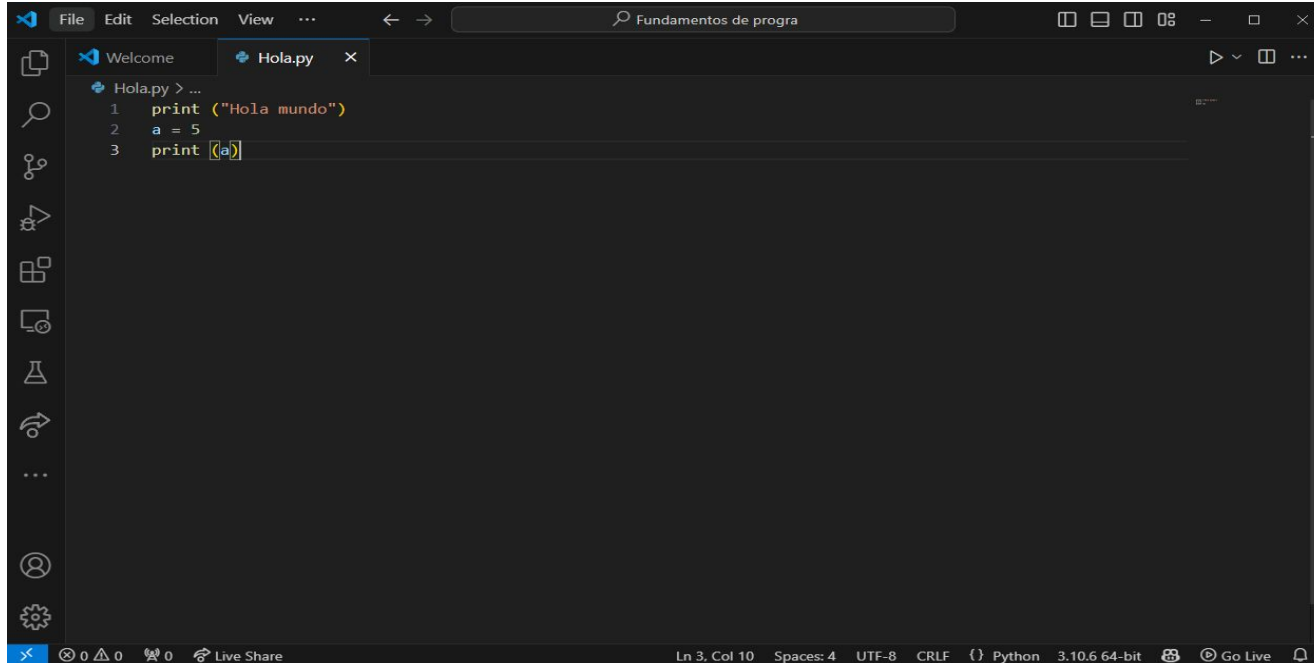 File Edit Selection View ... Fundamentos de progra
Welcome Hola.py
Hola.py > ...
1 print ("Hola mundo")
2 a = 5
3 print (a)
0 0 0 Live Share Ln 3, Col 10 Spaces: 4 UTF-8 CRLF {} Python 3.10.6 64-bit Go Live